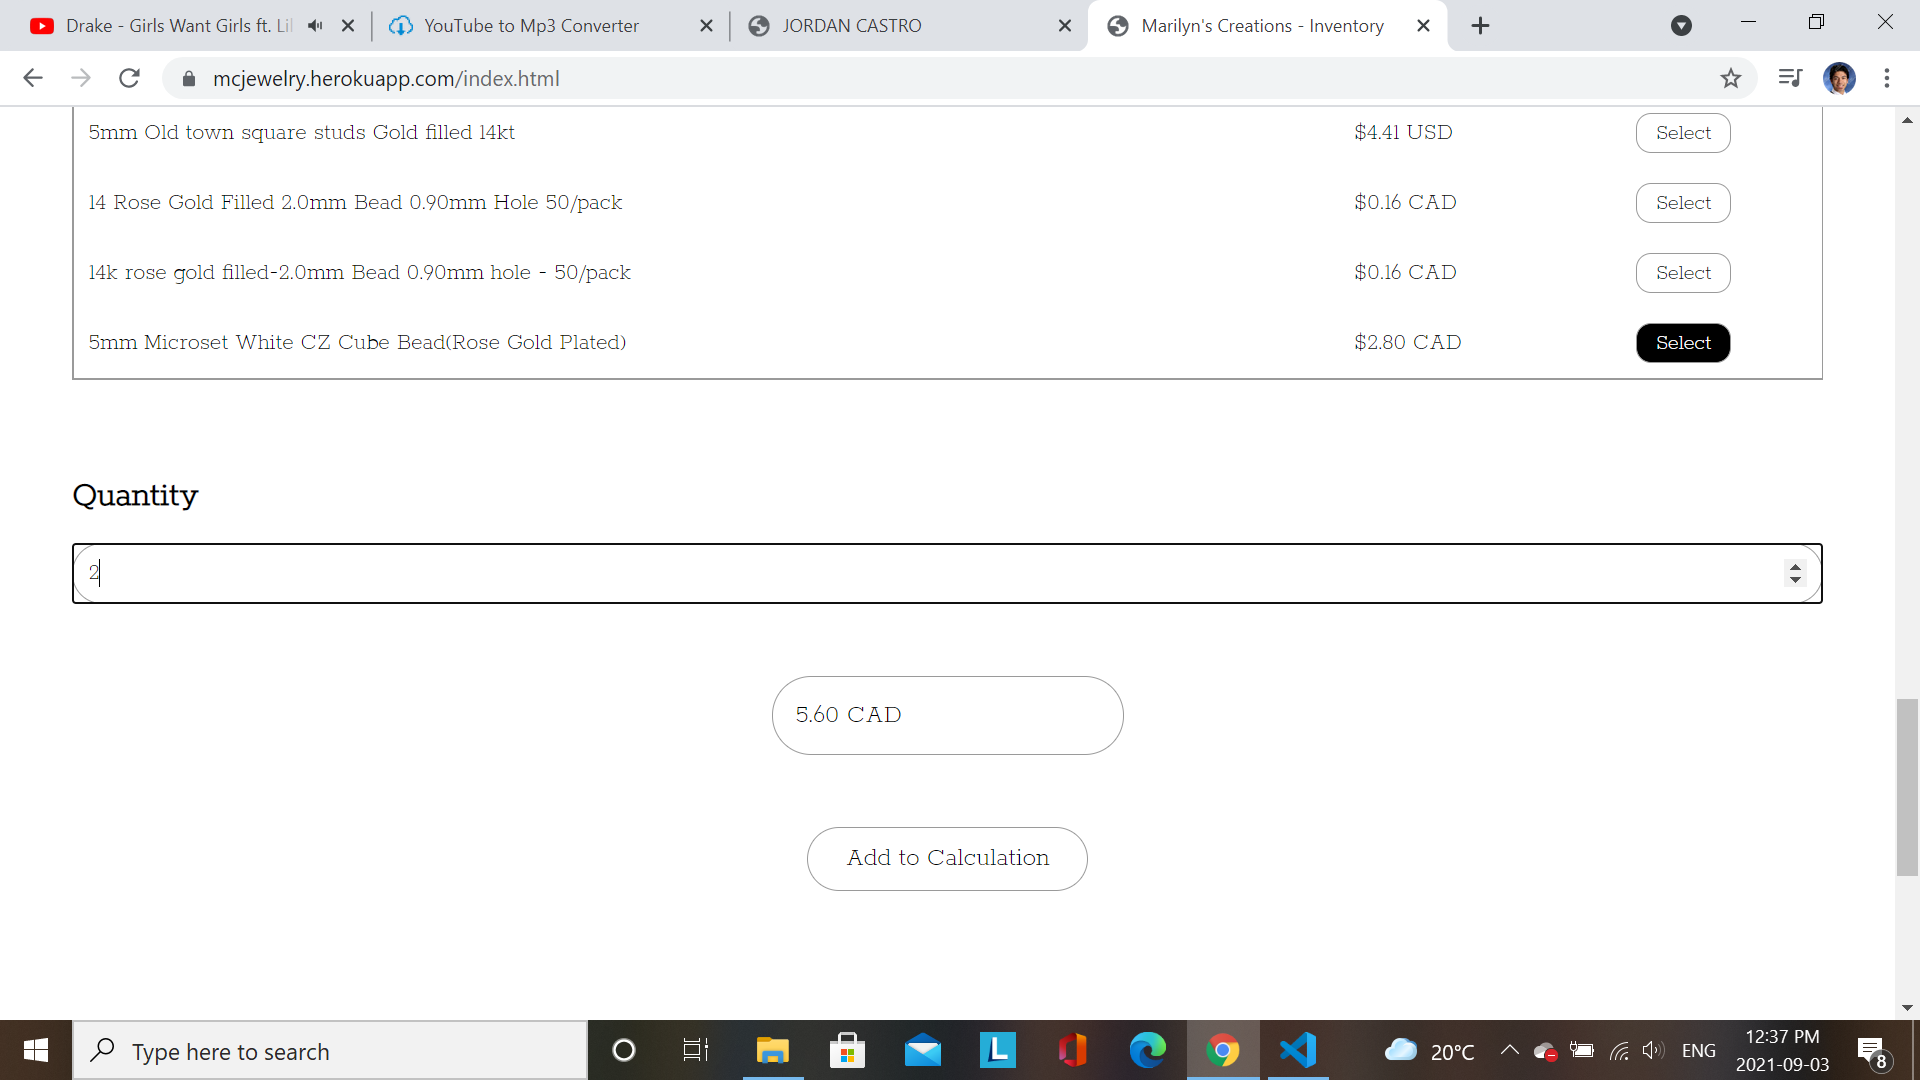 Drake - Girls Want Girls ft. Lil
YouTube to Mp3 Converter
JORDAN CASTRO
Marilyn's Creations - Inventory
mcjewelry.herokuapp.com/index.html
5mm Old town square studs Gold filled 14kt $4.41 USD Select
14 Rose Gold Filled 2.0mm Bead 0.90mm Hole 50/pack $0.16 CAD Select
14k rose gold filled-2.0mm Bead 0.90mm hole - 50/pack $0.16 CAD Select
5mm Microset White CZ Cube Bead(Rose Gold Plated) $2.80 CAD Select
Quantity
2
5.60 CAD
Add to Calculation
Type here to search
L
20°C
ENG
12:37 PM
2021-09-03
8